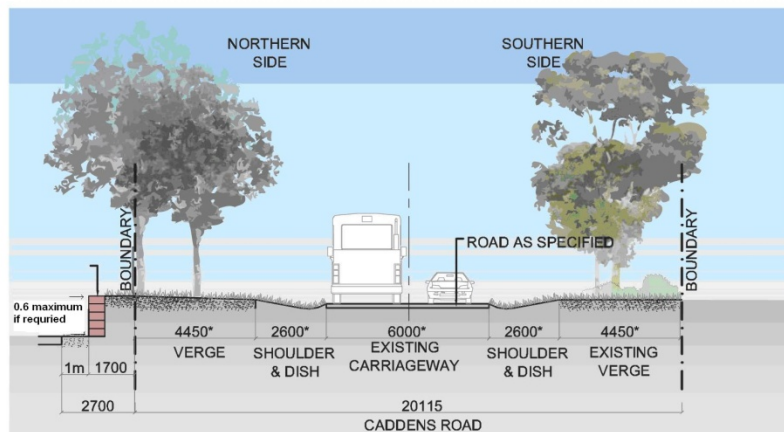 NORTHERN
SIDE
SOUTHERN
SIDE
BOUNDARY
BOUNDARY
ROAD AS SPECIFIED
0.6 maximum
if requried
4450*
2600*
6000*
2600*
4450*
VERGE
SHOULDER
& DISH
EXISTING
CARRIAGEWAY
SHOULDER
& DISH
EXISTING
VERGE
1m
1700
2700
20115
CADDENS ROAD